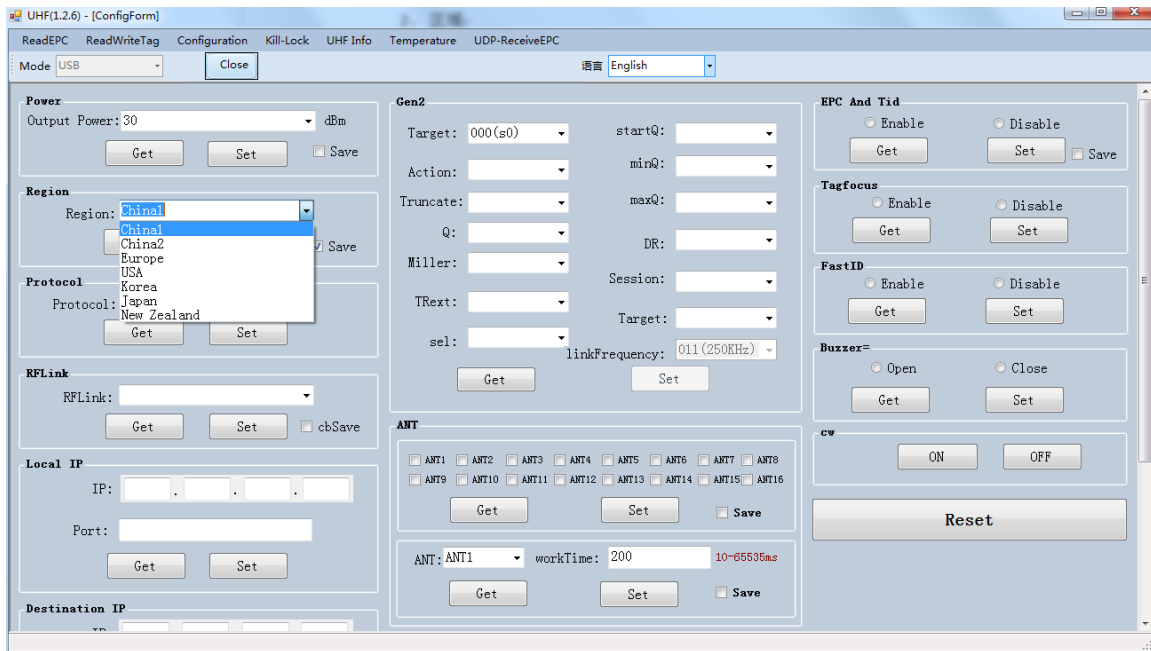 UHF(1.2.6) - [ConfigForm]
2. 区域
ReadEPC ReadWriteTag Configuration Kill-Lock UHF Info Temperature UDP-ReceiveEPC
Mode USB Close 语言 English
Power
Output Power: 30 dBm
Get Set Save
Region
Region: China1
China1
China2
Europe
USA
Korea
Japan
New Zealand
Save
Protocol
Protocol:
Get Set
RFLink
RFLink:
Get Set cbSave
Local IP
IP: . . .
Port:
Get Set
Destination IP
Gen2
Target: 000(s0) startQ:
Action: minQ:
Truncate: maxQ:
Q: DR:
Miller: Session:
TRext: Target:
sel: linkFrequency: 011(250KHz)
Get Set
ANT
ANT1 ANT2 ANT3 ANT4 ANT5 ANT6 ANT7 ANT8
ANT9 ANT10 ANT11 ANT12 ANT13 ANT14 ANT15 ANT16
Get Set Save
ANT: ANT1 workTime: 200 10-65535ms
Get Set Save
EPC And Tid
Enable Disable
Get Set Save
Tagfocus
Enable Disable
Get Set
FastID
Enable Disable
Get Set
Buzzer=
Open Close
Get Set
cw
ON OFF
Reset